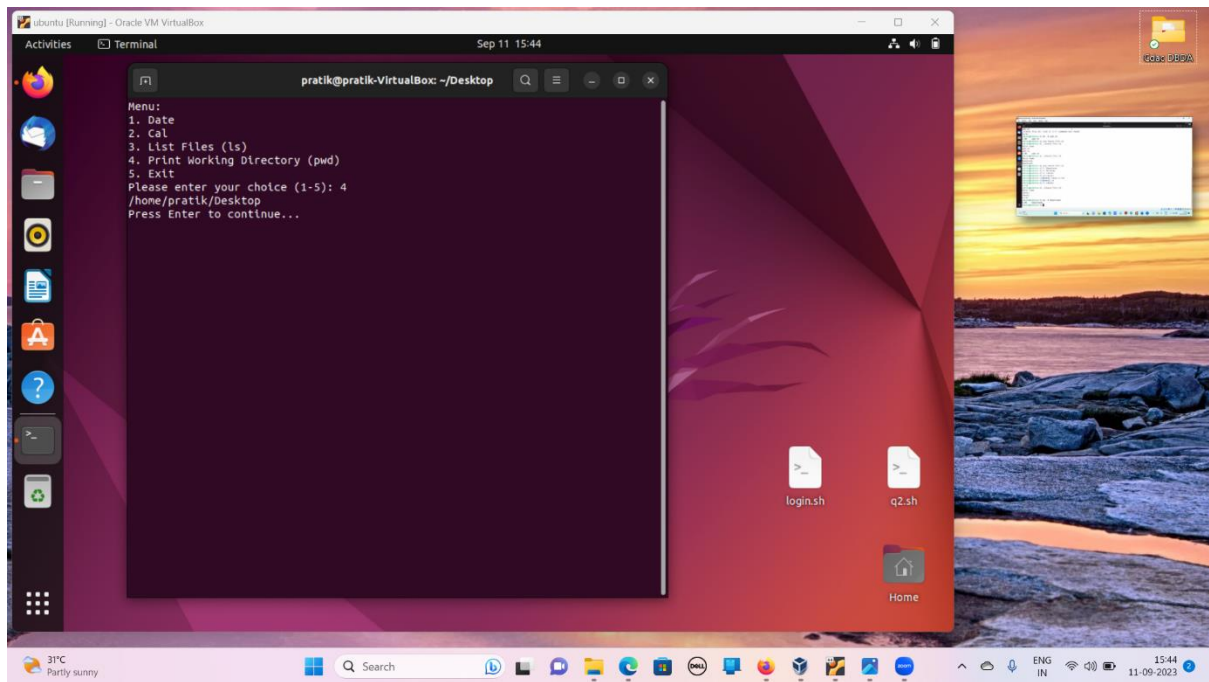 ubuntu [Running] - Oracle VM VirtualBox
Activities Terminal Sep 11 15:44
pratik@pratik-VirtualBox: ~/Desktop
Menu:
1. Date
2. Cal
3. List Files (ls)
4. Print Working Directory (pwd)
5. Exit
Please enter your choice (1-5): 4
/home/pratik/Desktop
Press Enter to continue...
login.sh
q2.sh
Home
31°C
Partly sunny
Search
DELL
zoom
ENG
IN
15:44
11-09-2023
2